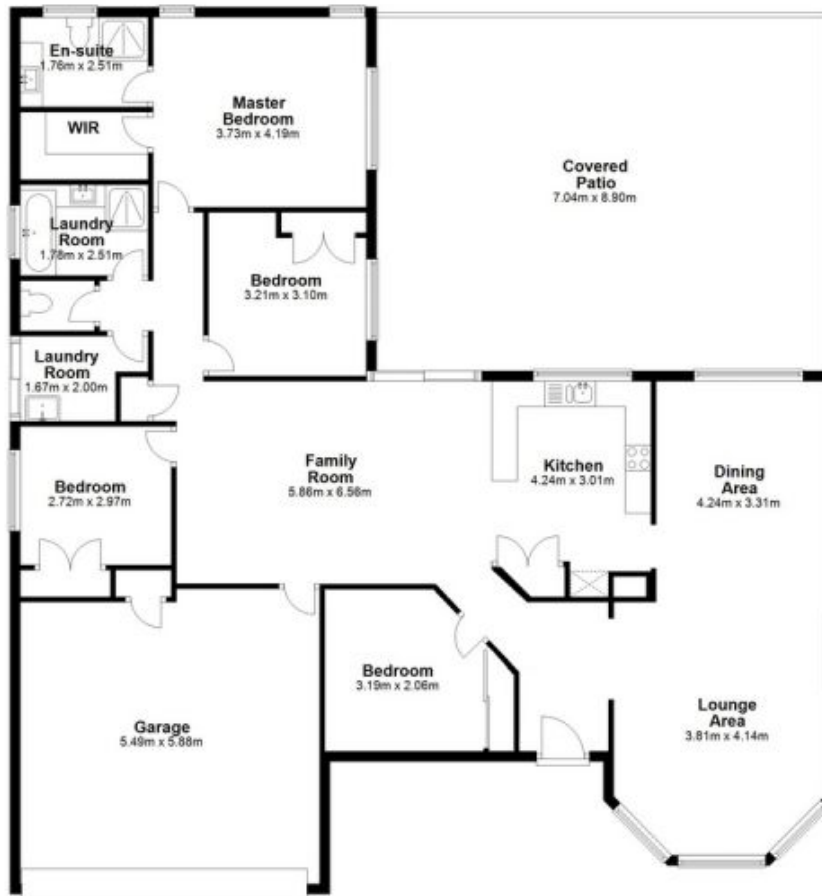 En-suite
1.76m x 2.51m
WIR
Master
Bedroom
3.73m x 4.19m
Covered
Patio
7.04m x 8.90m
Laundry
Room
1.78m x 2.51m
Bedroom
3.21m x 3.10m
Laundry
Room
1.67m x 2.00m
Bedroom
2.72m x 2.97m
Family
Room
5.86m x 6.56m
Kitchen
4.24m x 3.01m
Dining
Area
4.24m x 3.31m
Bedroom
3.19m x 2.06m
Garage
5.49m x 5.88m
Lounge
Area
3.81m x 4.14m